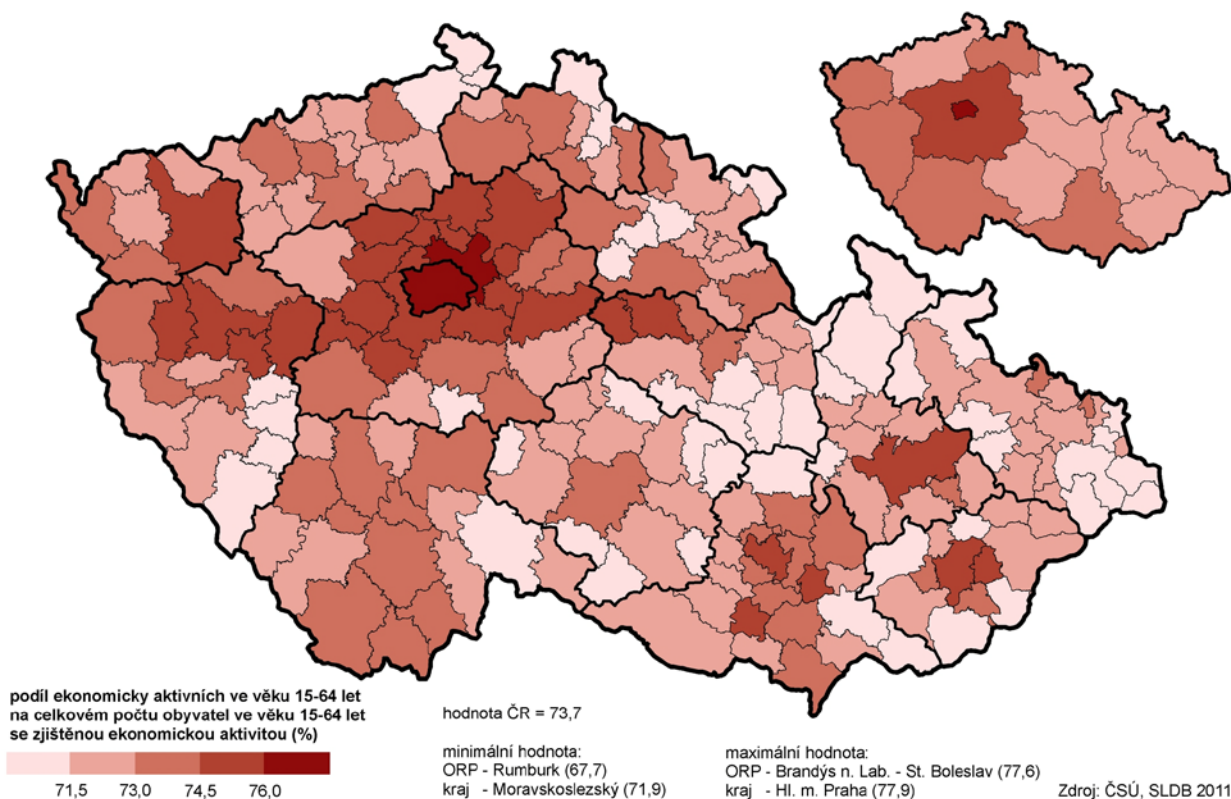 podíl ekonomicky aktivních ve věku 15-64 let
na celkovém počtu obyvatel ve věku 15-64 let
se zjištěnou ekonomickou aktivitou (%)
71,5 73,0 74,5 76,0
hodnota ČR = 73,7
minimální hodnota:
ORP - Rumburk (67,7)
kraj - Moravskoslezský (71,9)
maximální hodnota:
ORP - Brandýs n. Lab. - St. Boleslav (77,6)
kraj - Hl. m. Praha (77,9)
Zdroj: ČSÚ, SLDB 2011